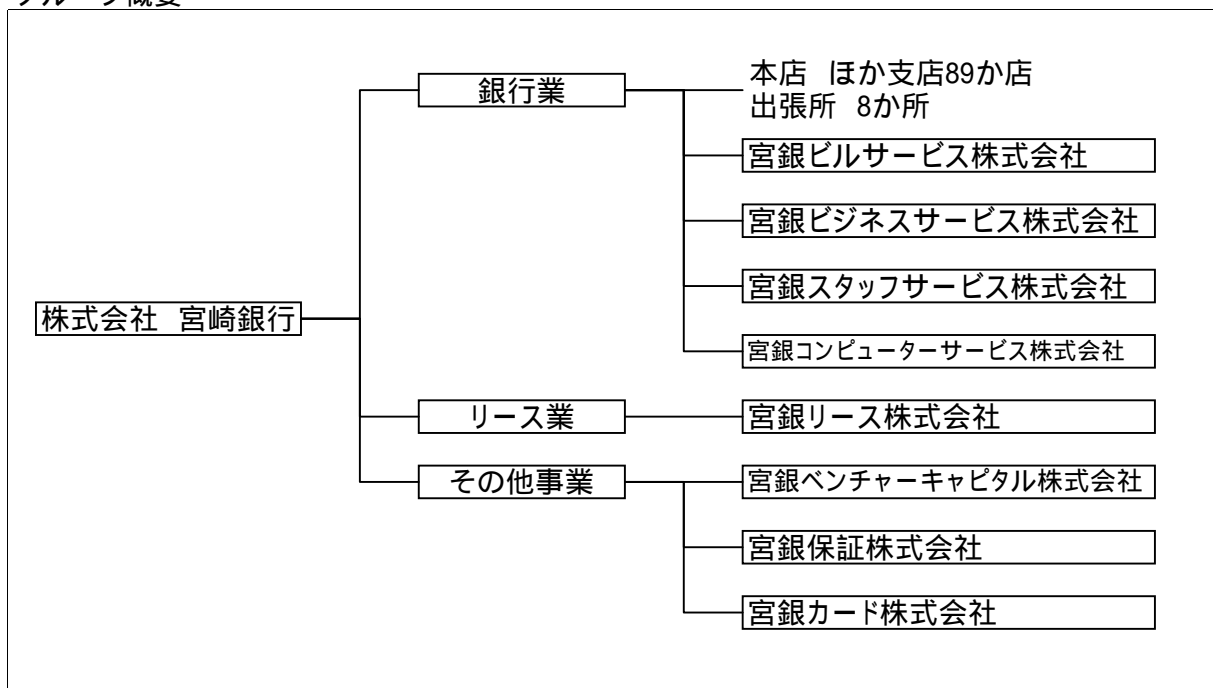 グループ概要
銀行業
本店 ほか支店89か店
出張所 8か所
宮銀ビルサービス株式会社
宮銀ビジネスサービス株式会社
宮銀スタッフサービス株式会社
株式会社 宮崎銀行
宮銀コンピューターサービス株式会社
リース業
宮銀リース株式会社
その他事業
宮銀ベンチャーキャピタル株式会社
宮銀保証株式会社
宮銀カード株式会社